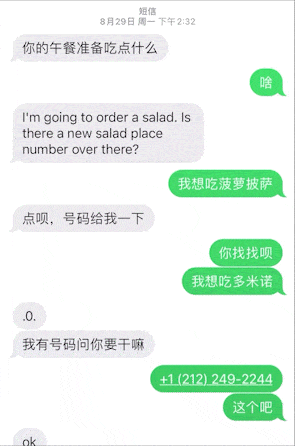 短信
8月29日 周一 下午2:32
你的午餐准备吃点什么
啥
I'm going to order a salad. Is
there a new salad place
number over there?
我想吃菠萝披萨
点呗，号码给我一下
你找找呗
我想吃多米诺
.0.
我有号码问你要干嘛
+1 (212) 249-2244
这个吧
ok